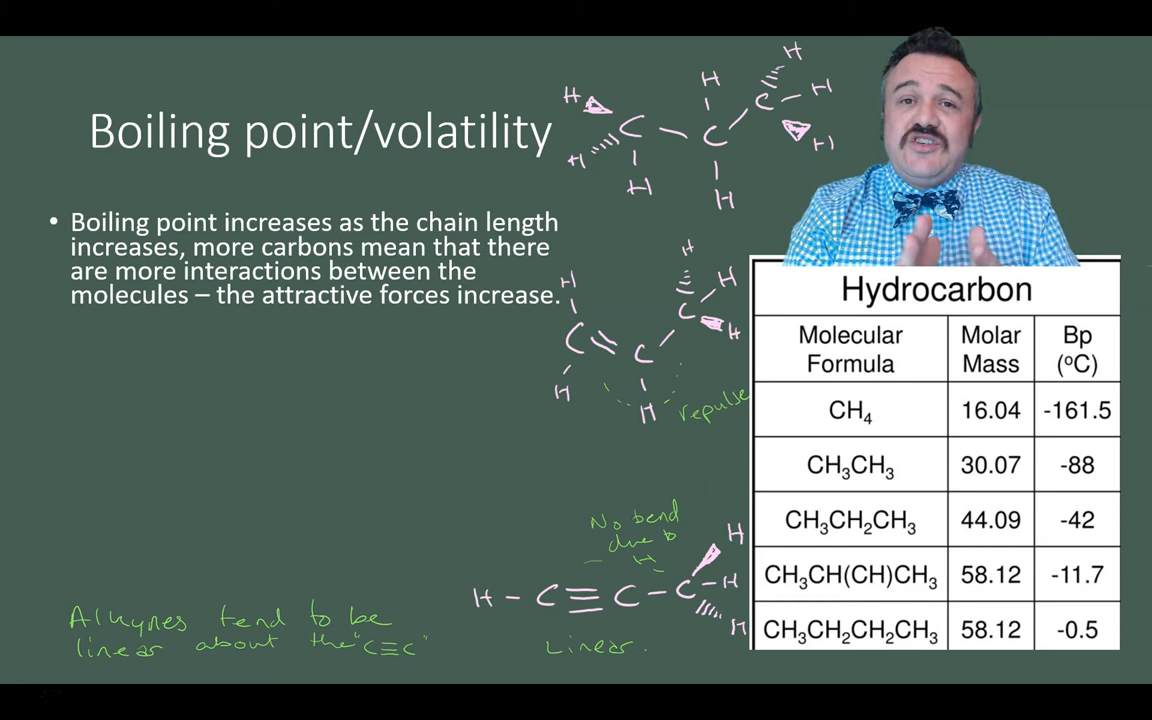 Boiling point/volatility
• Boiling point increases as the chain length
increases, more carbons mean that there
are more interactions between the
molecules – the attractive forces increase.
H
H
H
H
C
C
C
H
H
H
H
H
H
H
H
C
C
C
H
H
H
repulse
No bend
due to
H
H
H – C ≡ C – C – H
H
Linear.
Alkynes tend to be
linear about the "C≡C"
Hydrocarbon
Molecular Formula Molar Mass Bp (°C)
CH₄ 16.04 -161.5
CH₃CH₃ 30.07 -88
CH₃CH₂CH₃ 44.09 -42
CH₃CH(CH)CH₃ 58.12 -11.7
CH₃CH₂CH₂CH₃ 58.12 -0.5